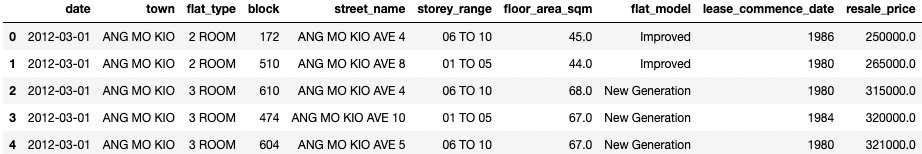 date town flat_type block street_name storey_range floor_area_sqm flat_model lease_commence_date resale_price
0 2012-03-01 ANG MO KIO 2 ROOM 172 ANG MO KIO AVE 4 06 TO 10 45.0 Improved 1986 250000.0
1 2012-03-01 ANG MO KIO 2 ROOM 510 ANG MO KIO AVE 8 01 TO 05 44.0 Improved 1980 265000.0
2 2012-03-01 ANG MO KIO 3 ROOM 610 ANG MO KIO AVE 4 06 TO 10 68.0 New Generation 1980 315000.0
3 2012-03-01 ANG MO KIO 3 ROOM 474 ANG MO KIO AVE 10 01 TO 05 67.0 New Generation 1984 320000.0
4 2012-03-01 ANG MO KIO 3 ROOM 604 ANG MO KIO AVE 5 06 TO 10 67.0 New Generation 1980 321000.0